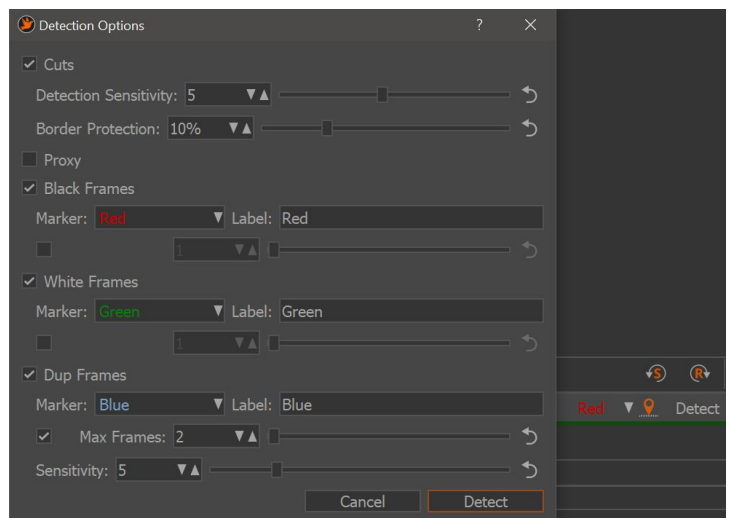 Detection Options ? ×
Cuts
Detection Sensitivity: 5
Border Protection: 10%
Proxy
Black Frames
Marker: Red Label: Red
1
White Frames
Marker: Green Label: Green
1
Dup Frames
Marker: Blue Label: Blue
Max Frames: 2
Sensitivity: 5
Cancel Detect
S R
Red Detect